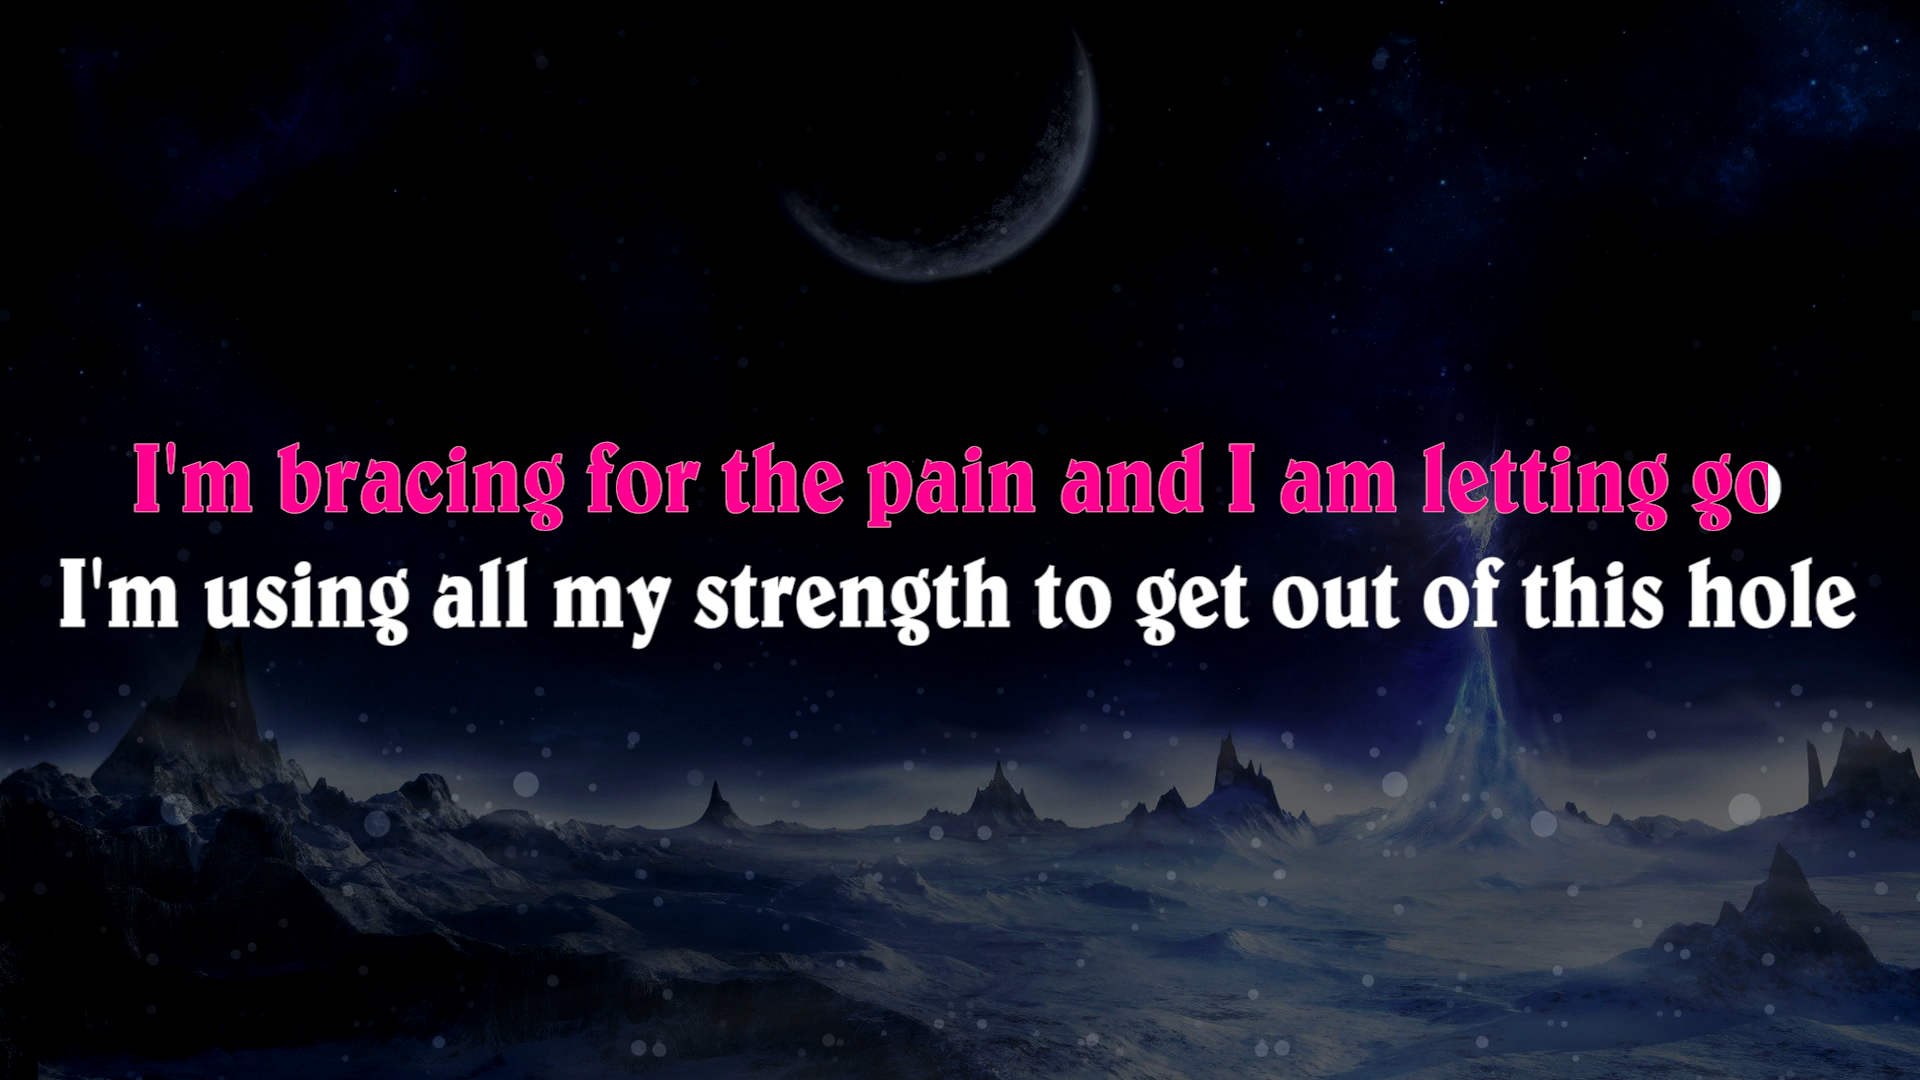 I'm bracing for the pain and I am letting go
I'm using all my strength to get out of this hole